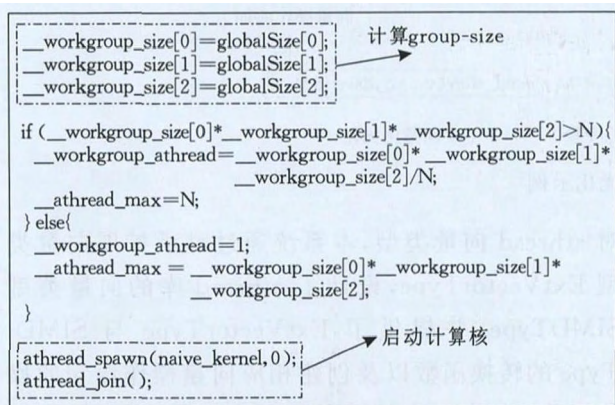 __workgroup_size[0]=globalSize[0];
__workgroup_size[1]=globalSize[1];
__workgroup_size[2]=globalSize[2];
计算group-size
if (__workgroup_size[0]*__workgroup_size[1]*__workgroup_size[2]>N){
__workgroup_athread=__workgroup_size[0]* __workgroup_size[1]*
__workgroup_size[2]/N;
__athread_max=N;
} else{
__workgroup_athread=1;
__athread_max = __workgroup_size[0]*__workgroup_size[1]*
__workgroup_size[2];
}
athread_spawn(naive_kernel,0);
athread_join();
启动计算核